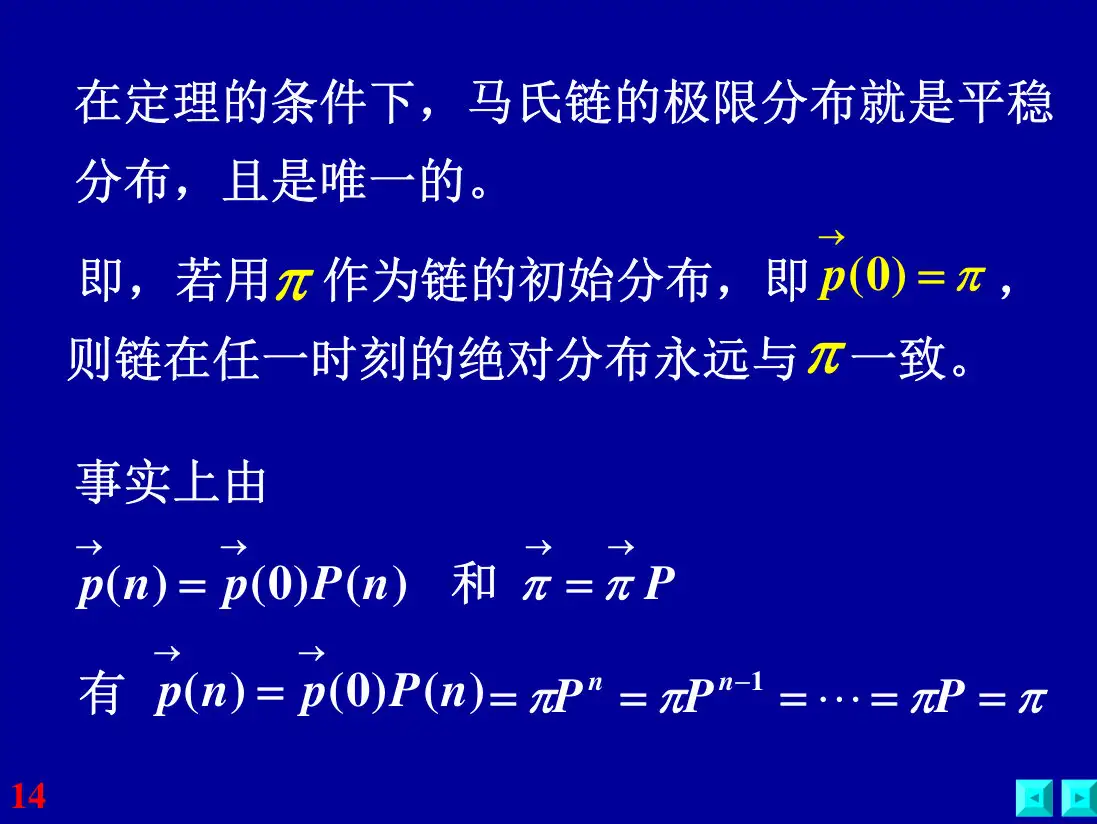 在定理的条件下，马氏链的极限分布就是平稳
分布，且是唯一的。
即，若用π作为链的初始分布，即 p⃗(0) = π ，
则链在任一时刻的绝对分布永远与π一致。
事实上由
p⃗(n) = p⃗(0)P(n) 和 π⃗ = π⃗ P
有 p⃗(n) = p⃗(0)P(n) = πPⁿ = πPⁿ⁻¹ = ⋯ = πP = π
14